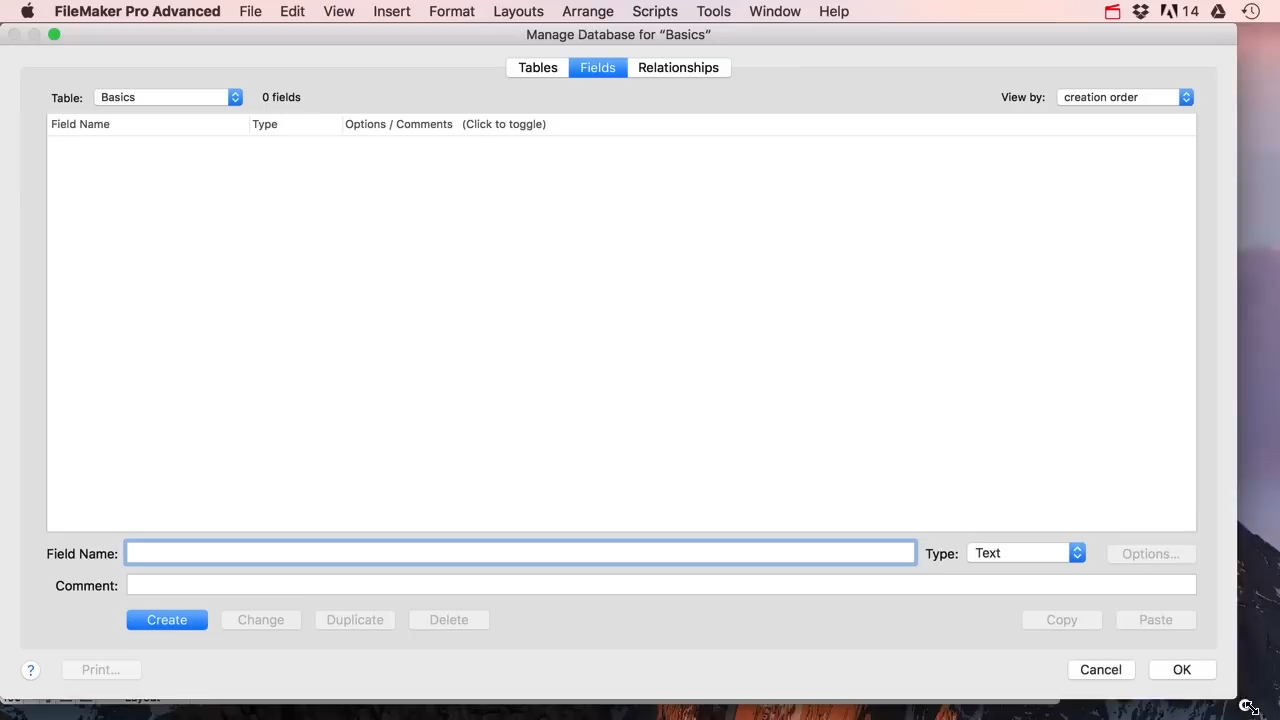 FileMaker Pro Advanced File Edit View Insert Format Layouts Arrange Scripts Tools Window Help 14
Manage Database for “Basics”
Tables Fields Relationships
Table: Basics 0 fields View by: creation order
Field Name Type Options / Comments (Click to toggle)
Field Name: Type: Text Options...
Comment:
Create Change Duplicate Delete Copy Paste
? Print... Cancel OK